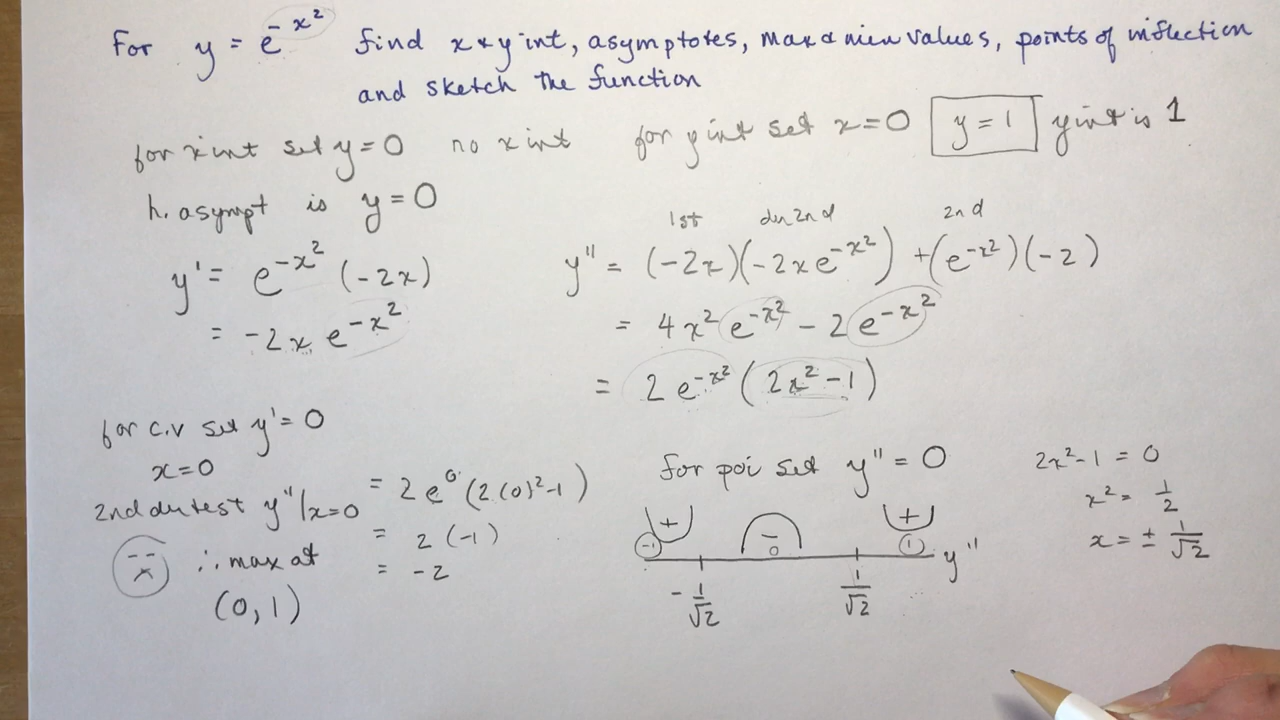 For y = e^-x² find x & y int, asymptotes, max & min values, points of inflection
and sketch the function
for x int set y = 0 no x int for y int set x = 0 y = 1 y int is 1
h. asympt is y = 0
y' = e^-x² (-2x)
= -2x e^-x²
1st der 2nd 2nd
y'' = (-2x)(-2xe^-x²) + (e^-x²)(-2)
= 4x² e^-x² - 2 e^-x²
= 2 e^-x² (2x² - 1)
for c.v set y' = 0
x = 0
2nd der test y''|x=0 = 2e⁰(2(0)² - 1)
= 2(-1)
= -2
∴ max at
(0, 1)
for poi set y'' = 0
+ - +
-1 0 1 y''
-1/√2 1/√2
2x² - 1 = 0
x² = 1/2
x = ± 1/√2